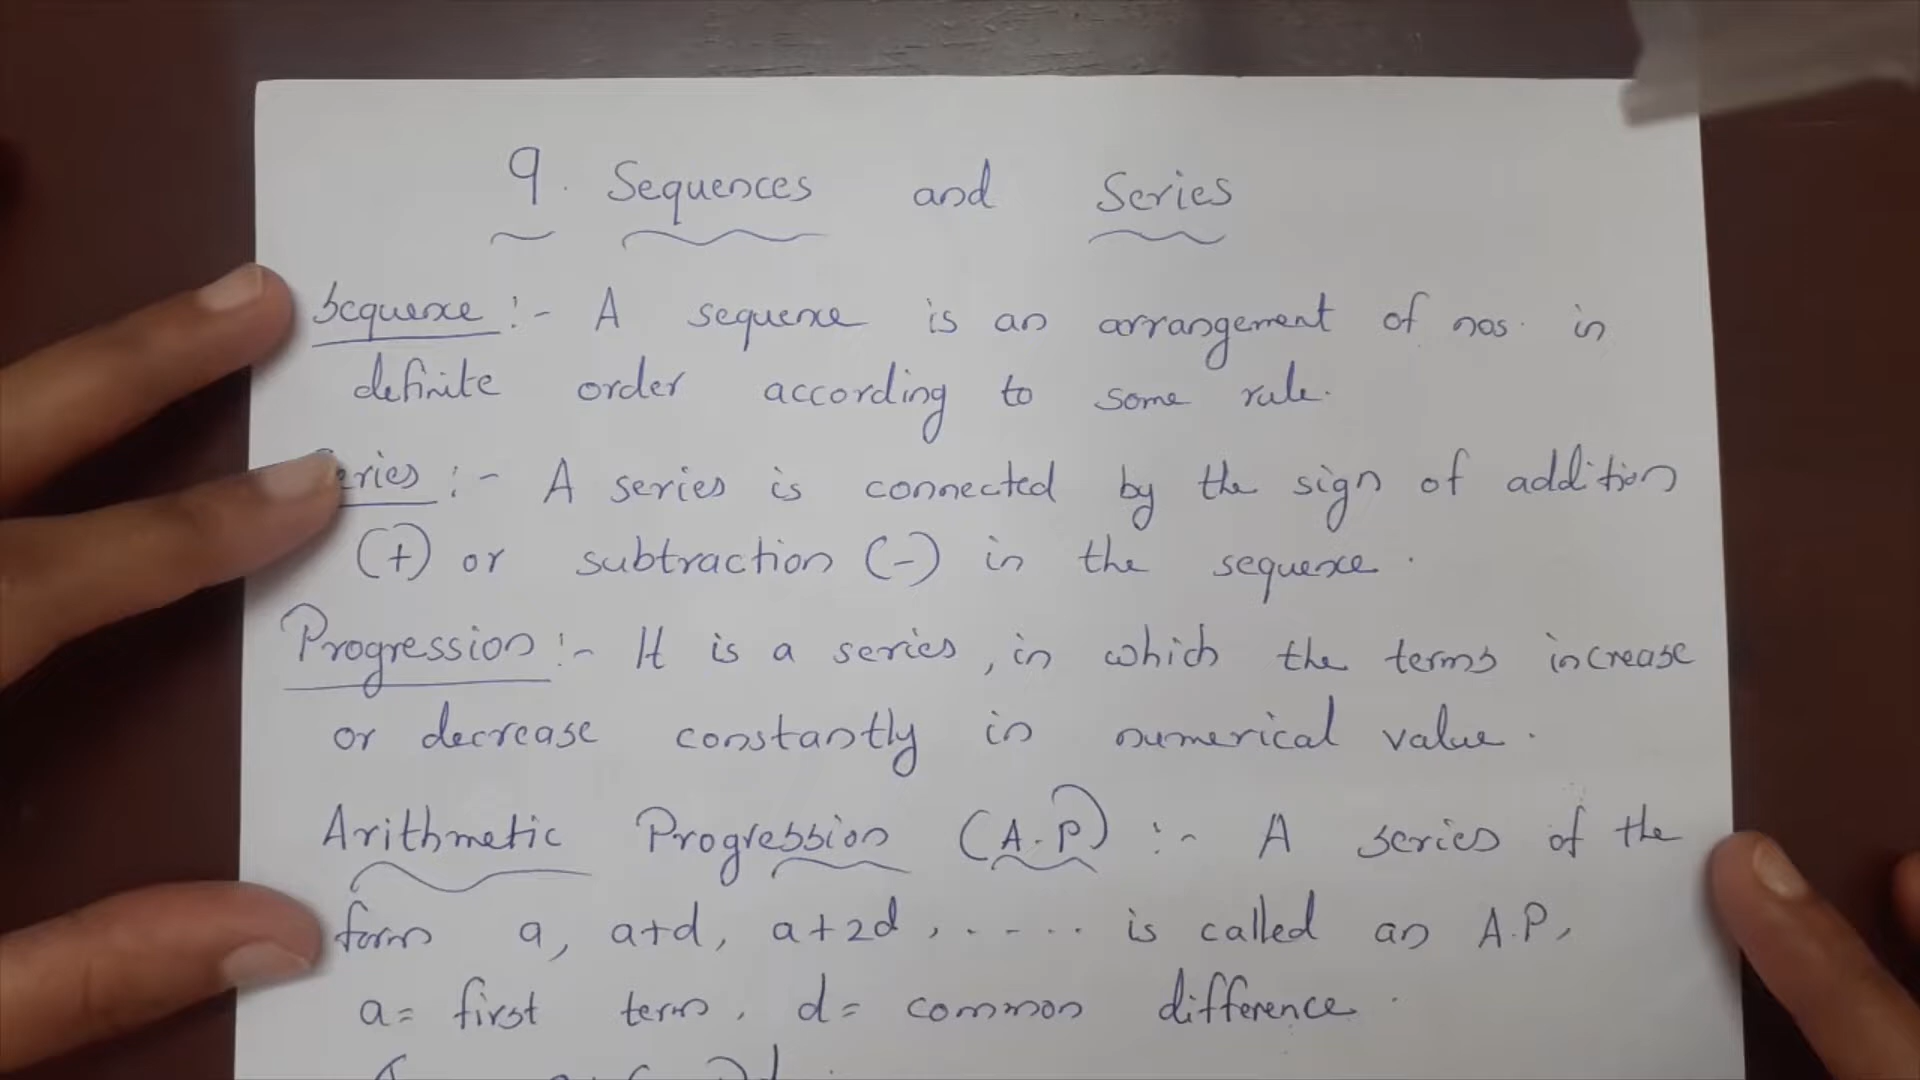 9. Sequences and Series
Sequence :- A sequence is an arrangement of nos. in
definite order according to some rule.
eries :- A series is connected by the sign of addition
(+) or subtraction (-) in the sequence.
Progression :- It is a series, in which the terms increase
or decrease constantly in numerical value.
Arithmetic Progression (A.P) :- A series of the
form a, a+d, a+2d, ..... is called an A.P,
a= first term, d= common difference.